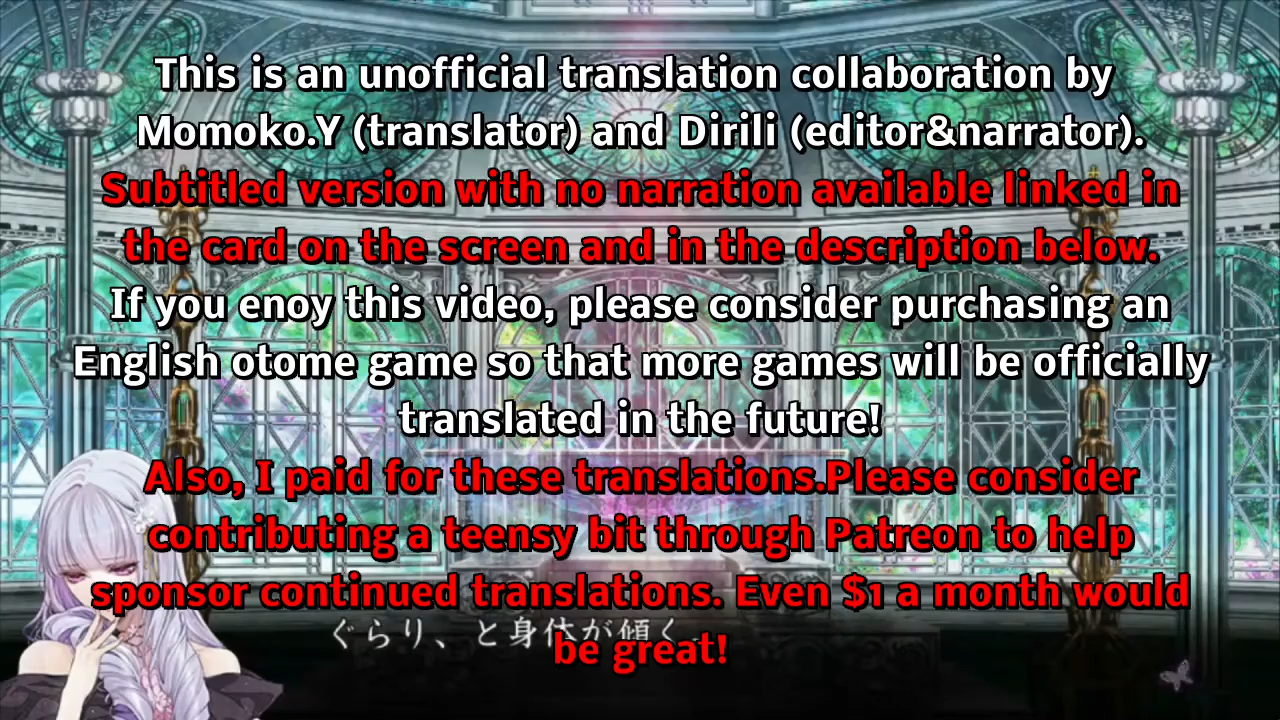 This is an unofficial translation collaboration by
Momoko.Y (translator) and Dirili (editor&narrator).
Subtitled version with no narration available linked in
the card on the screen and in the description below.
If you enoy this video, please consider purchasing an
English otome game so that more games will be officially
translated in the future!
Also, I paid for these translations.Please consider
contributing a teensy bit through Patreon to help
sponsor continued translations. Even $1 a month would
ぐらり、と身体が傾く。
be great!